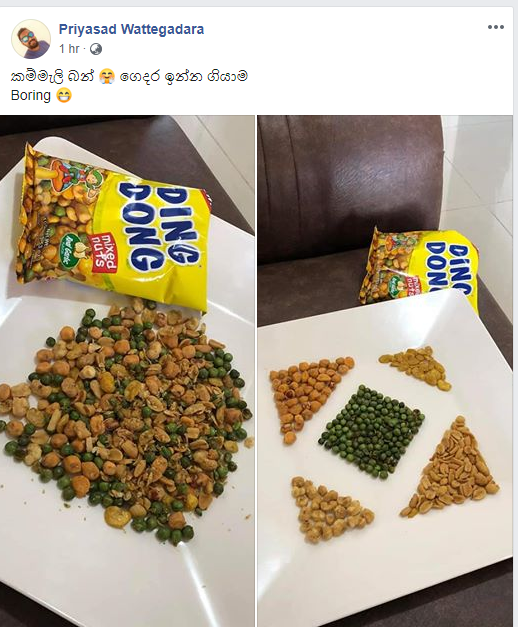 Priyasad Wattegadara
1 hr
කම්මැලි බන් 🥱 ගෙදර ඉන්න ගියාම
Boring 😁
DING
DONG
mixed
nuts
DING
DONG